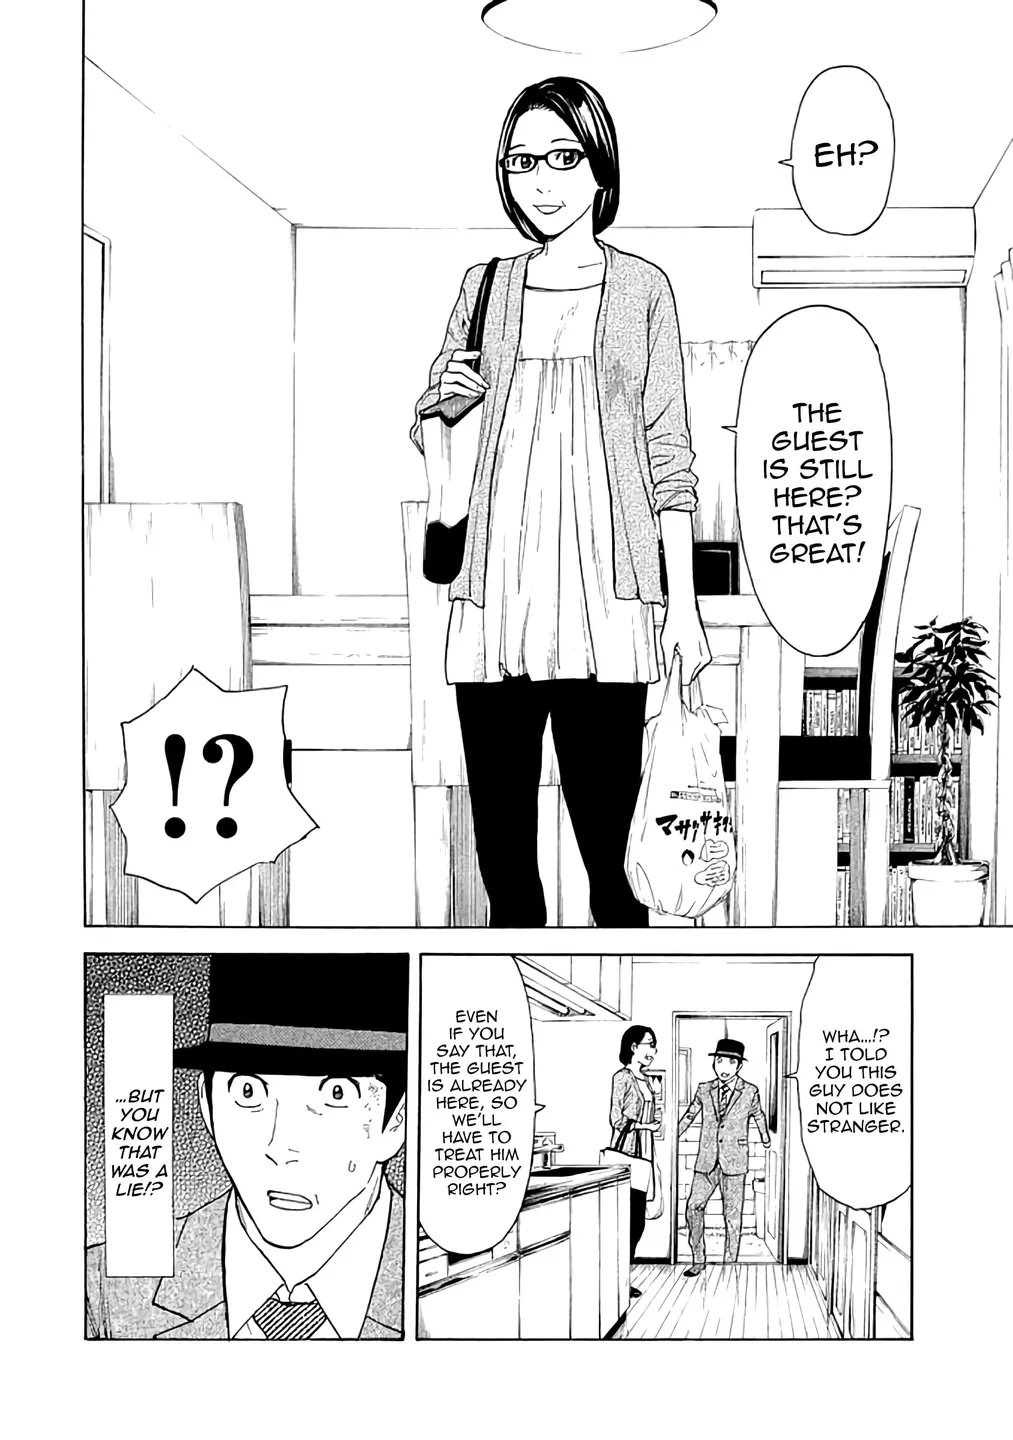 EH?
THE
GUEST
IS STILL
HERE?
THAT'S
GREAT!
!?
マサ
WHA...!?
I TOLD
YOU THIS
GUY DOES
NOT LIKE
STRANGER.
EVEN
IF YOU
SAY THAT,
THE GUEST
IS ALREADY
HERE, SO
WE'LL
HAVE TO
TREAT HIM
PROPERLY
RIGHT?
...BUT
YOU
KNOW
THAT
WAS A
LIE!?